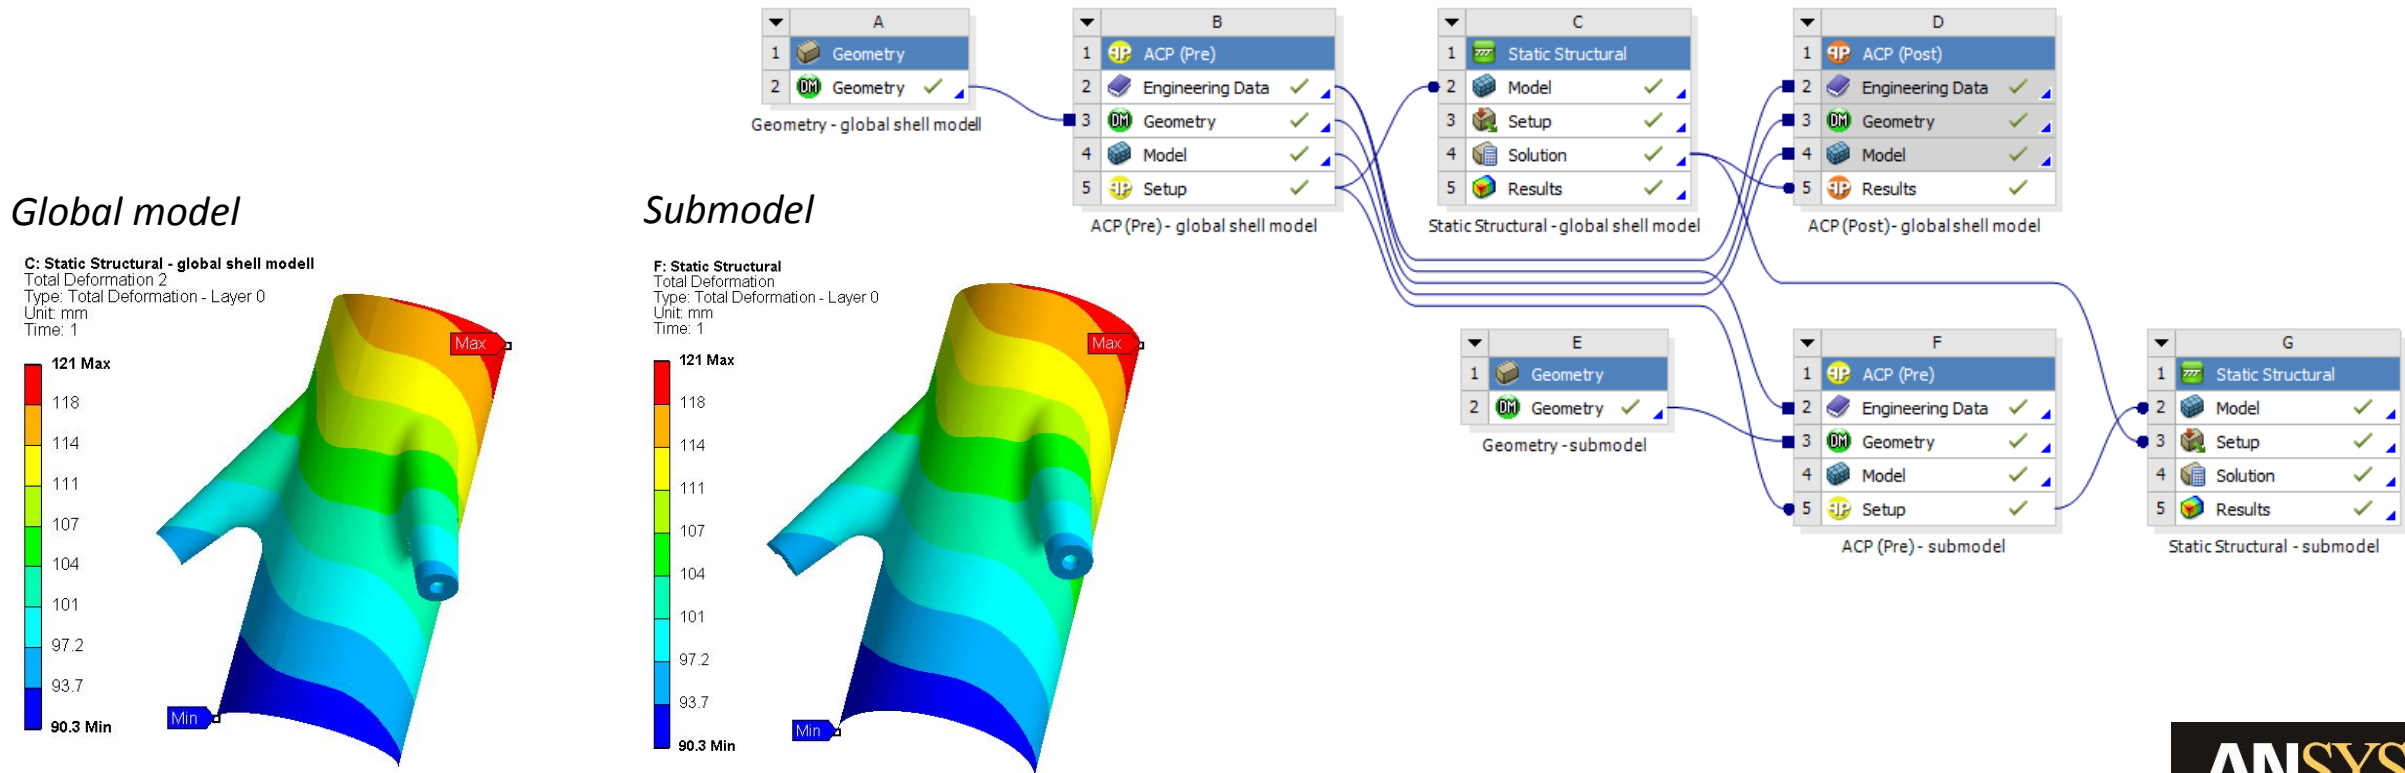 A
1 Geometry
2 DM Geometry
Geometry - global shell modell
B
1 ACP (Pre)
2 Engineering Data
3 DM Geometry
4 Model
5 Setup
ACP (Pre) - global shell model
C
1 Static Structural
2 Model
3 Setup
4 Solution
5 Results
Static Structural - global shell model
D
1 ACP (Post)
2 Engineering Data
3 DM Geometry
4 Model
5 Results
ACP (Post) - global shell model
Global model
C: Static Structural - global shell modell
Total Deformation 2
Type: Total Deformation - Layer 0
Unit: mm
Time: 1
121 Max
118
114
111
107
104
101
97.2
93.7
90.3 Min
Max
Min
Submodel
F: Static Structural
Total Deformation
Type: Total Deformation - Layer 0
Unit: mm
Time: 1
121 Max
118
114
111
107
104
101
97.2
93.7
90.3 Min
Max
Min
E
1 Geometry
2 DM Geometry
Geometry - submodel
F
1 ACP (Pre)
2 Engineering Data
3 DM Geometry
4 Model
5 Setup
ACP (Pre) - submodel
G
1 Static Structural
2 Model
3 Setup
4 Solution
5 Results
Static Structural - submodel
ANSYS